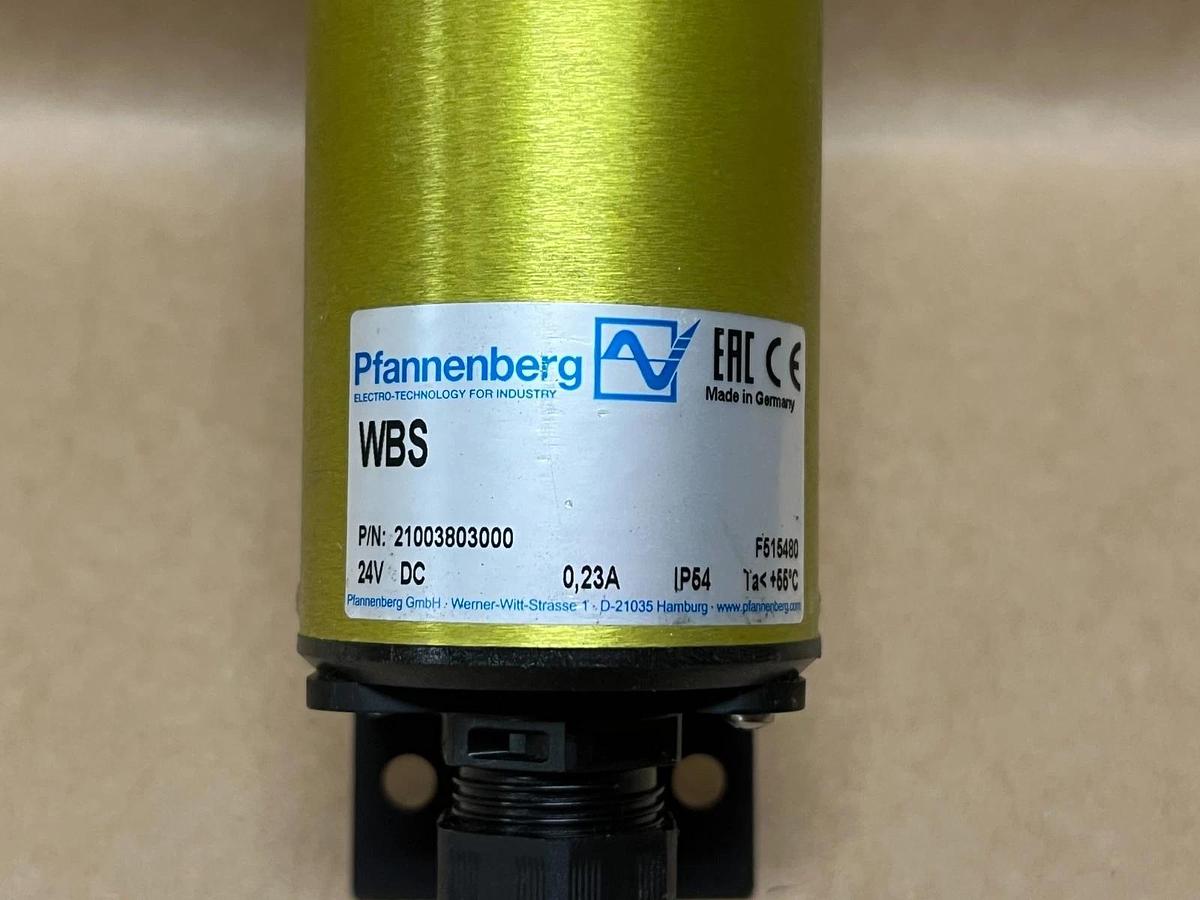 Pfannenberg
ELECTRO-TECHNOLOGY FOR INDUSTRY
EAC CE
Made in Germany
WBS
P/N: 21003803000
F515480
24V DC 0,23A IP54 Ta< +55°C
Pfannenberg GmbH · Werner-Witt-Strasse 1 · D-21035 Hamburg · www.pfannenberg.com